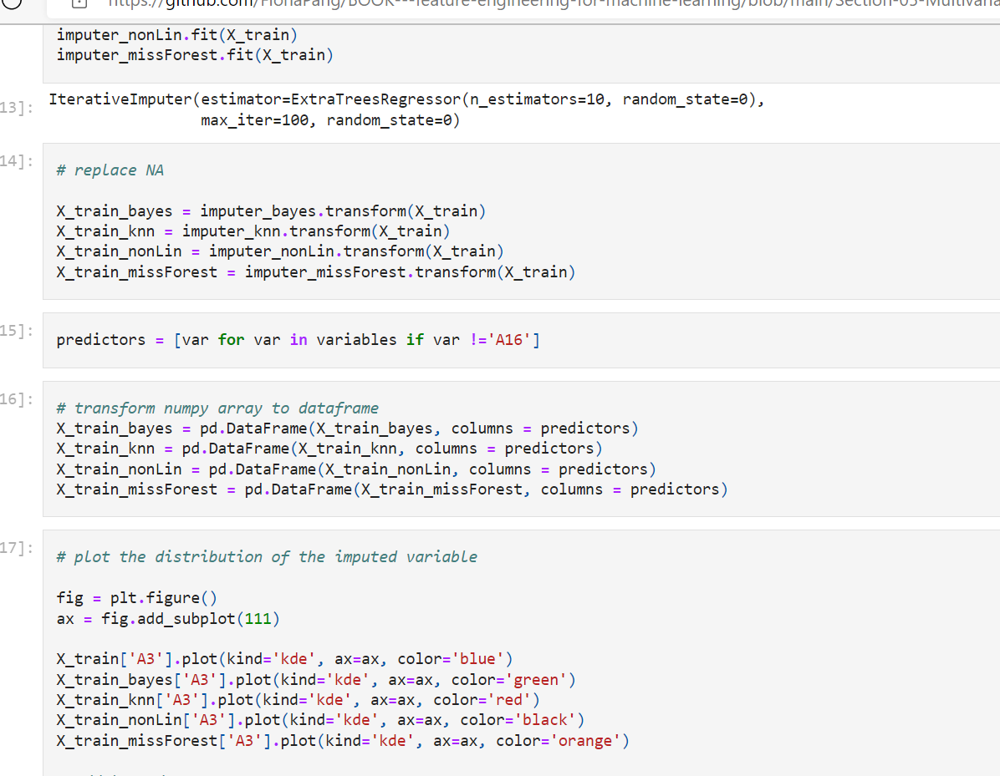 https://github.com/FionaPang/BOOK---feature-engineering-for-machine-learning/blob/main/Section-05-Multivaria
imputer_nonLin.fit(X_train)
imputer_missForest.fit(X_train)
13]:
IterativeImputer(estimator=ExtraTreesRegressor(n_estimators=10, random_state=0),
max_iter=100, random_state=0)
14]:
# replace NA
X_train_bayes = imputer_bayes.transform(X_train)
X_train_knn = imputer_knn.transform(X_train)
X_train_nonLin = imputer_nonLin.transform(X_train)
X_train_missForest = imputer_missForest.transform(X_train)
15]:
predictors = [var for var in variables if var !='A16']
16]:
# transform numpy array to dataframe
X_train_bayes = pd.DataFrame(X_train_bayes, columns = predictors)
X_train_knn = pd.DataFrame(X_train_knn, columns = predictors)
X_train_nonLin = pd.DataFrame(X_train_nonLin, columns = predictors)
X_train_missForest = pd.DataFrame(X_train_missForest, columns = predictors)
17]:
# plot the distribution of the imputed variable
fig = plt.figure()
ax = fig.add_subplot(111)
X_train['A3'].plot(kind='kde', ax=ax, color='blue')
X_train_bayes['A3'].plot(kind='kde', ax=ax, color='green')
X_train_knn['A3'].plot(kind='kde', ax=ax, color='red')
X_train_nonLin['A3'].plot(kind='kde', ax=ax, color='black')
X_train_missForest['A3'].plot(kind='kde', ax=ax, color='orange')